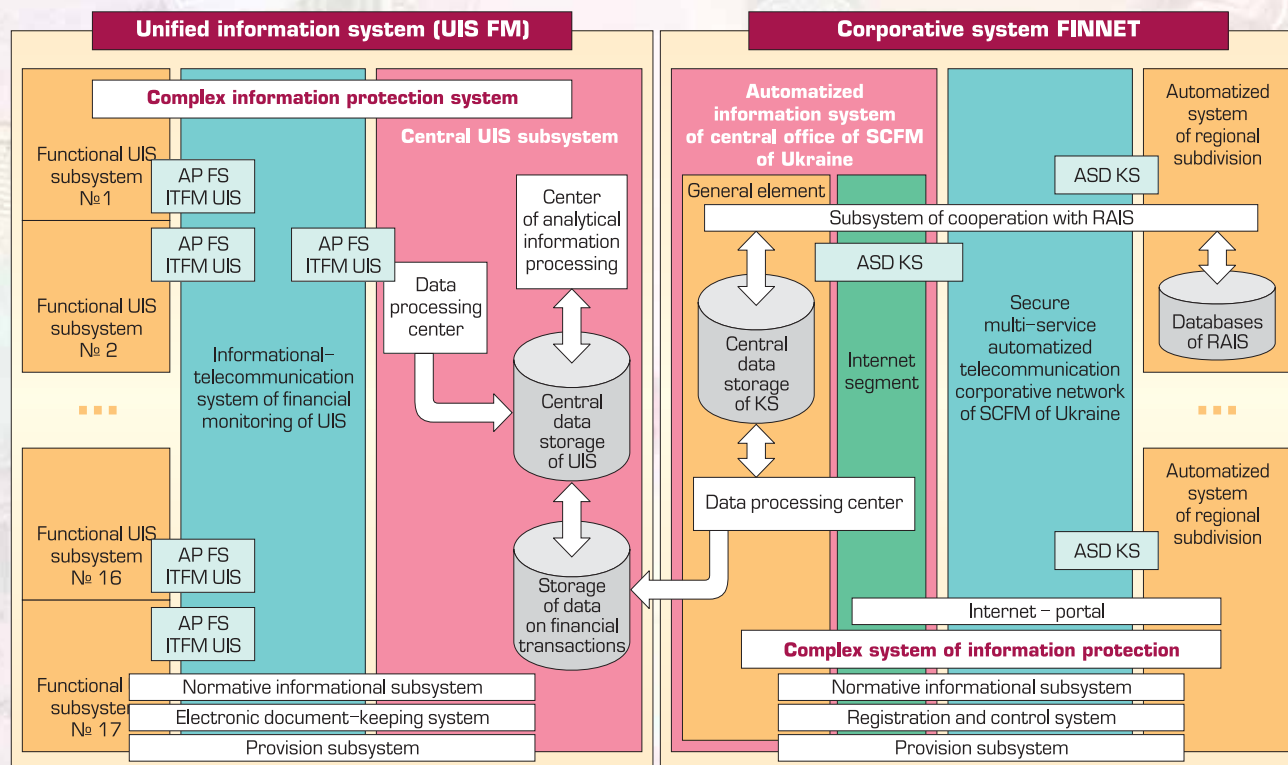 Unified information system (UIS FM)
Complex information protection system
Functional UIS
subsystem
№1
AP FS
ITFM UIS
Functional UIS
subsystem
№ 2
AP FS
ITFM UIS
...
Functional UIS
subsystem
№ 16
AP FS
ITFM UIS
Functional
subsystem
№ 17
AP FS
ITFM UIS
Informational-
telecommunication
system of financial
monitoring of UIS
AP FS
ITFM UIS
Central UIS subsystem
Data
processing
center
Center
of analytical
information
processing
Central
data
storage
of UIS
Storage
of data
on financial
transactions
Normative informational subsystem
Electronic document-keeping system
Provision subsystem
Corporative system FINNET
Automatized
information system
of central office of SCFM
of Ukraine
General element
Subsystem of cooperation with RAIS
ASD KS
Central
data
storage
of KS
Internet
segment
Data processing center
Secure
multi-service
automatized
telecommunication
corporative network
of SCFM of Ukraine
ASD KS
Automatized
system
of regional
subdivision
Databases
of RAIS
...
Automatized
system
of regional
subdivision
ASD KS
Internet - portal
Complex system of information protection
Normative informational subsystem
Registration and control system
Provision subsystem